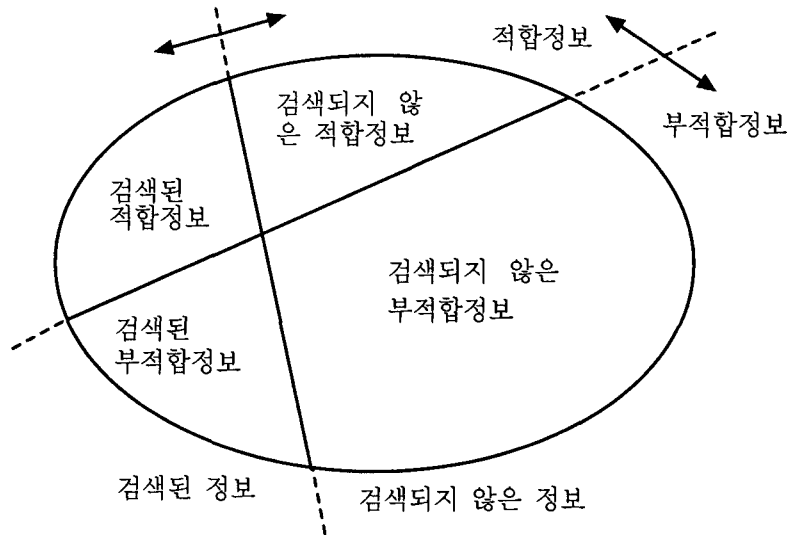 적합정보
부적합정보
검색되지 않
은 적합정보
검색된
적합정보
검색되지 않은
부적합정보
검색된
부적합정보
검색된 정보
검색되지 않은 정보